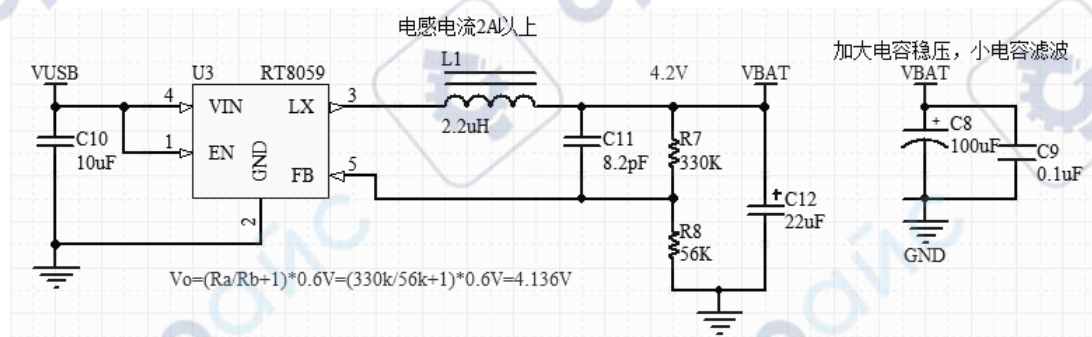 电感电流2A以上
加大电容稳压，小电容滤波
VUSB
U3
RT8059
L1
4.2V
VBAT
VBAT
4
VIN
LX
3
2.2uH
C10
10uF
1
EN
GND
FB
5
2
C11
8.2pF
R7
330K
+
C12
22uF
R8
56K
+
C8
100uF
C9
0.1uF
GND
Vo=(Ra/Rb+1)*0.6V=(330k/56k+1)*0.6V=4.136V